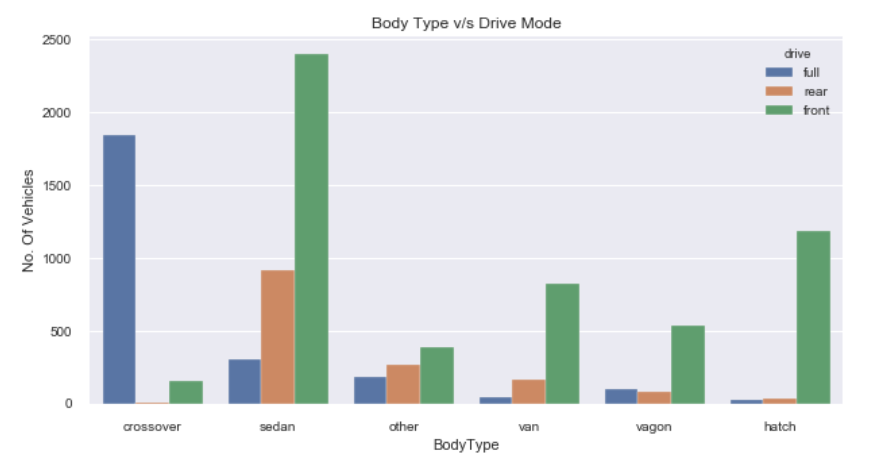 Body Type v/s Drive Mode
drive
full
rear
front
No. Of Vehicles
2500
2000
1500
1000
500
0
crossover sedan other van vagon hatch
BodyType